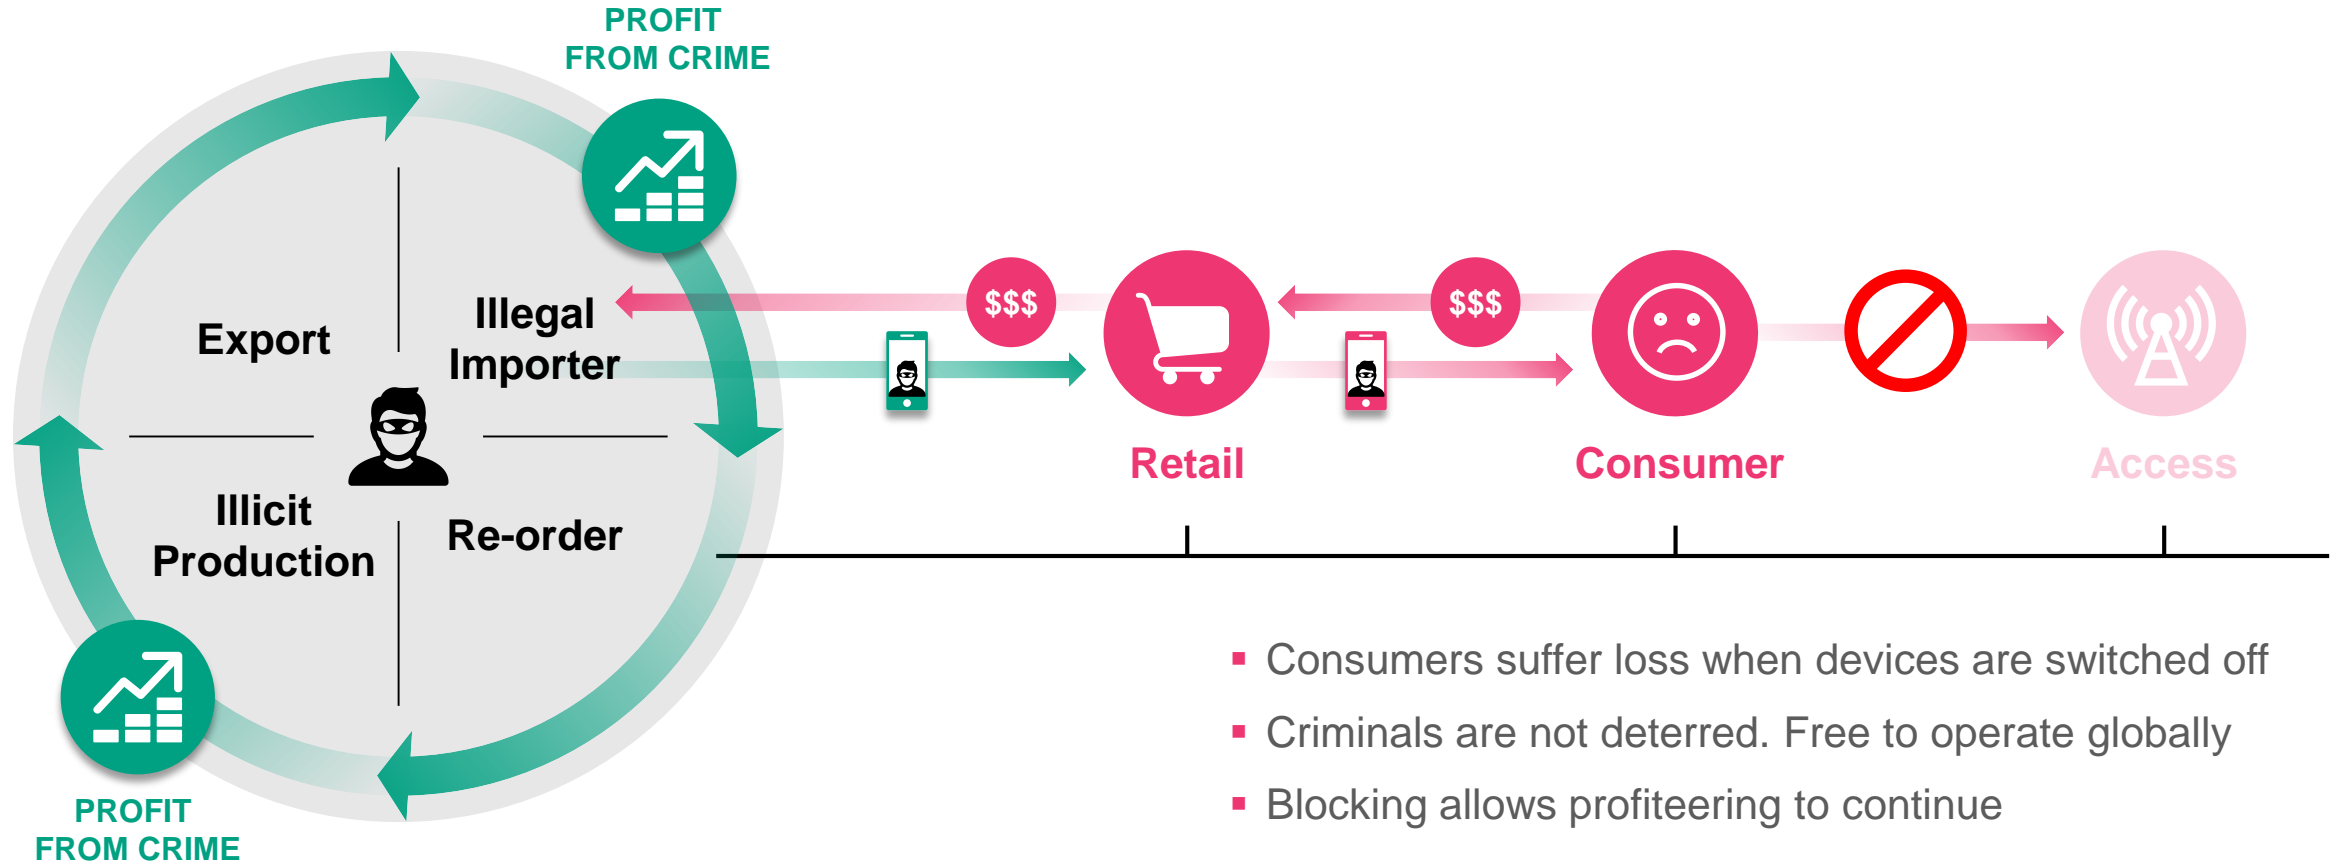 PROFIT
FROM CRIME
Export
Illegal
Importer
Illicit
Production
Re-order
PROFIT
FROM CRIME
$$$
$$$
Retail
Consumer
Access
Consumers suffer loss when devices are switched off
Criminals are not deterred. Free to operate globally
Blocking allows profiteering to continue